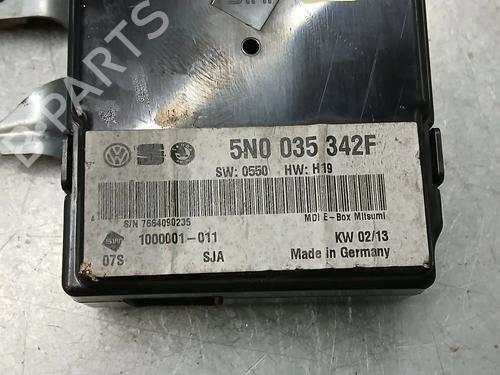 5N0 035 342F
SW: 0550 HW: H19
S/N 7664090235
MDI E-Box Mitsumi
1000001-011
KW 02/13
07S
SJA
Made in Germany
PARTS